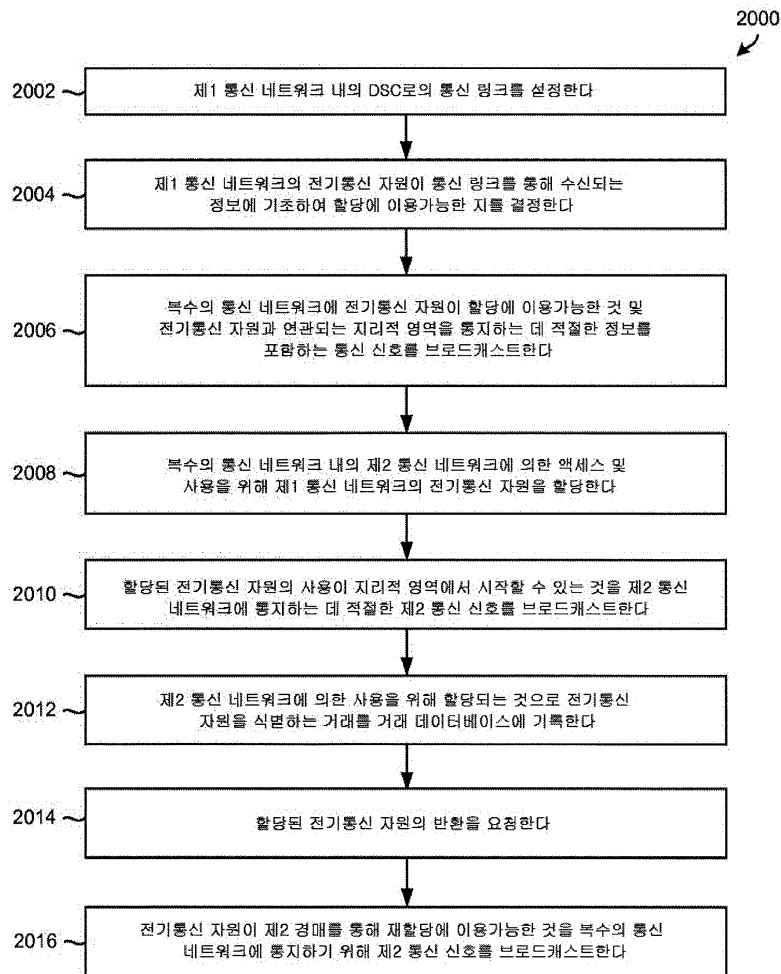 2000
2002
제1 통신 네트워크 내의 DSC로의 통신 링크를 설정한다
2004
제1 통신 네트워크의 전기통신 자원이 통신 링크를 통해 수신되는
정보에 기초하여 할당에 이용가능한 지를 결정한다
2006
복수의 통신 네트워크에 전기통신 자원이 할당에 이용가능한 것 및
전기통신 자원과 연관되는 지리적 영역을 통지하는 데 적절한 정보를
포함하는 통신 신호를 브로드캐스트한다
2008
복수의 통신 네트워크 내의 제2 통신 네트워크에 의한 액세스 및
사용을 위해 제1 통신 네트워크의 전기통신 자원을 할당한다
2010
할당된 전기통신 자원의 사용이 지리적 영역에서 시작할 수 있는 것을 제2 통신
네트워크에 통지하는 데 적절한 제2 통신 신호를 브로드캐스트한다
2012
제2 통신 네트워크에 의한 사용을 위해 할당되는 것으로 전기통신
자원을 식별하는 거래를 거래 데이터베이스에 기록한다
2014
할당된 전기통신 자원의 반환을 요청한다
2016
전기통신 자원이 제2 경매를 통해 재할당에 이용가능한 것을 복수의 통신
네트워크에 통지하기 위해 제2 통신 신호를 브로드캐스트한다